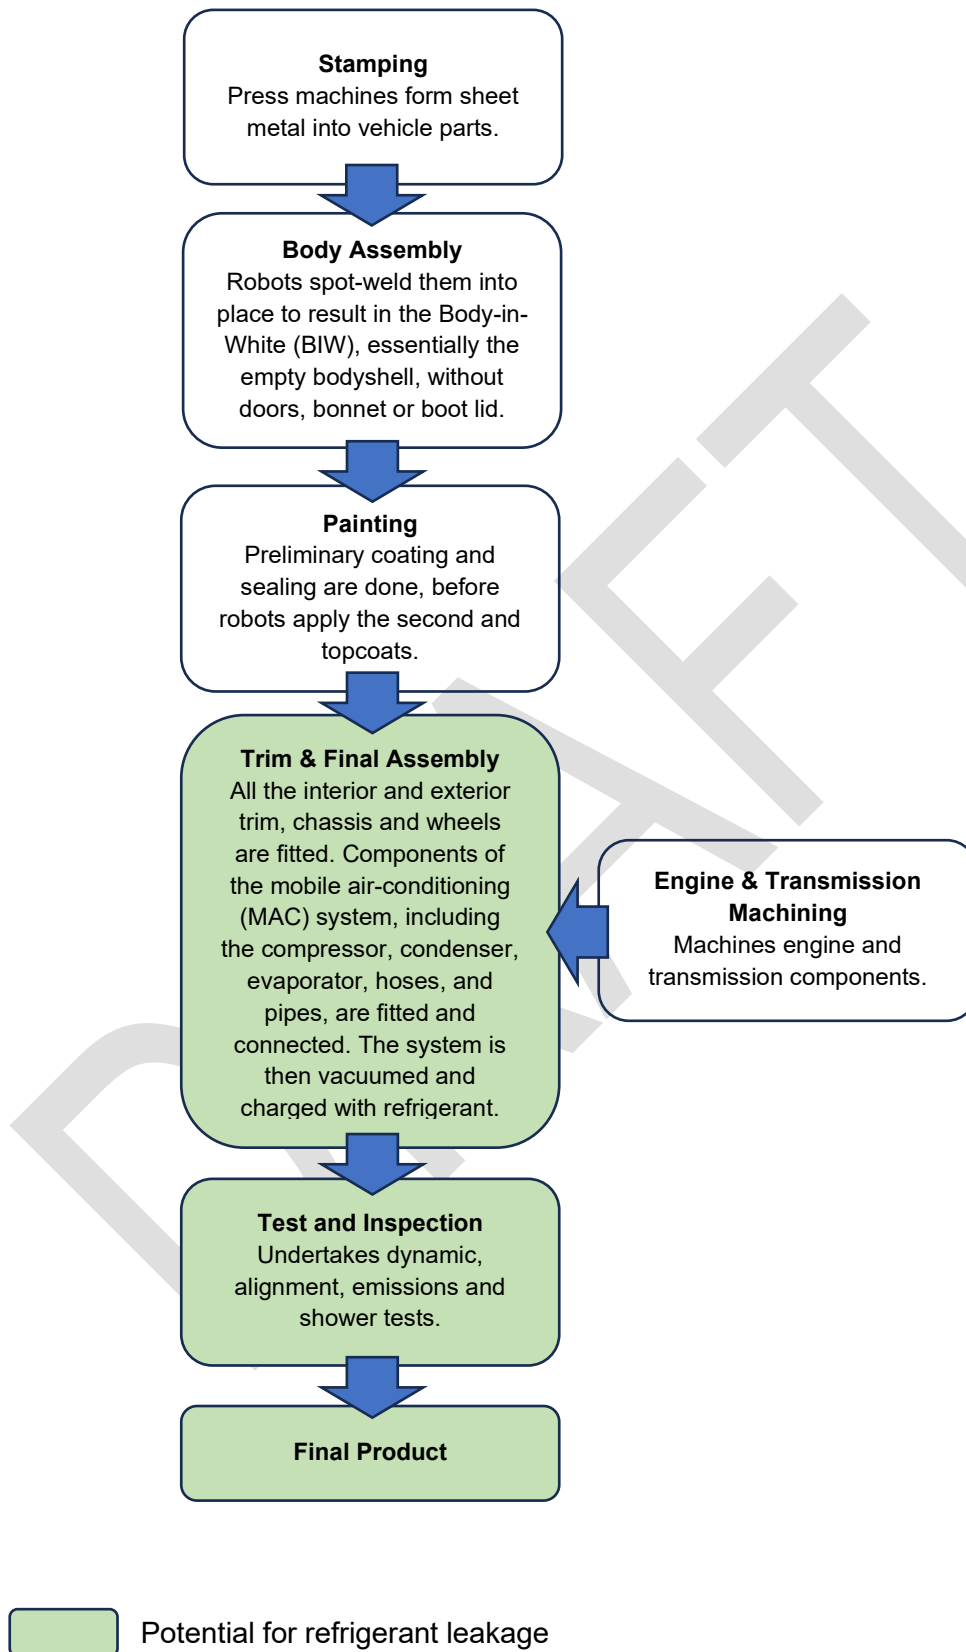 Stamping
Press machines form sheet
metal into vehicle parts.
Body Assembly
Robots spot-weld them into
place to result in the Body-in-
White (BIW), essentially the
empty bodyshell, without
doors, bonnet or boot lid.
Painting
Preliminary coating and
sealing are done, before
robots apply the second and
topcoats.
Trim & Final Assembly
All the interior and exterior
trim, chassis and wheels
are fitted. Components of
the mobile air-conditioning
(MAC) system, including
the compressor, condenser,
evaporator, hoses, and
pipes, are fitted and
connected. The system is
then vacuumed and
charged with refrigerant.
Engine & Transmission
Machining
Machines engine and
transmission components.
Test and Inspection
Undertakes dynamic,
alignment, emissions and
shower tests.
Final Product
Potential for refrigerant leakage
DRAFT